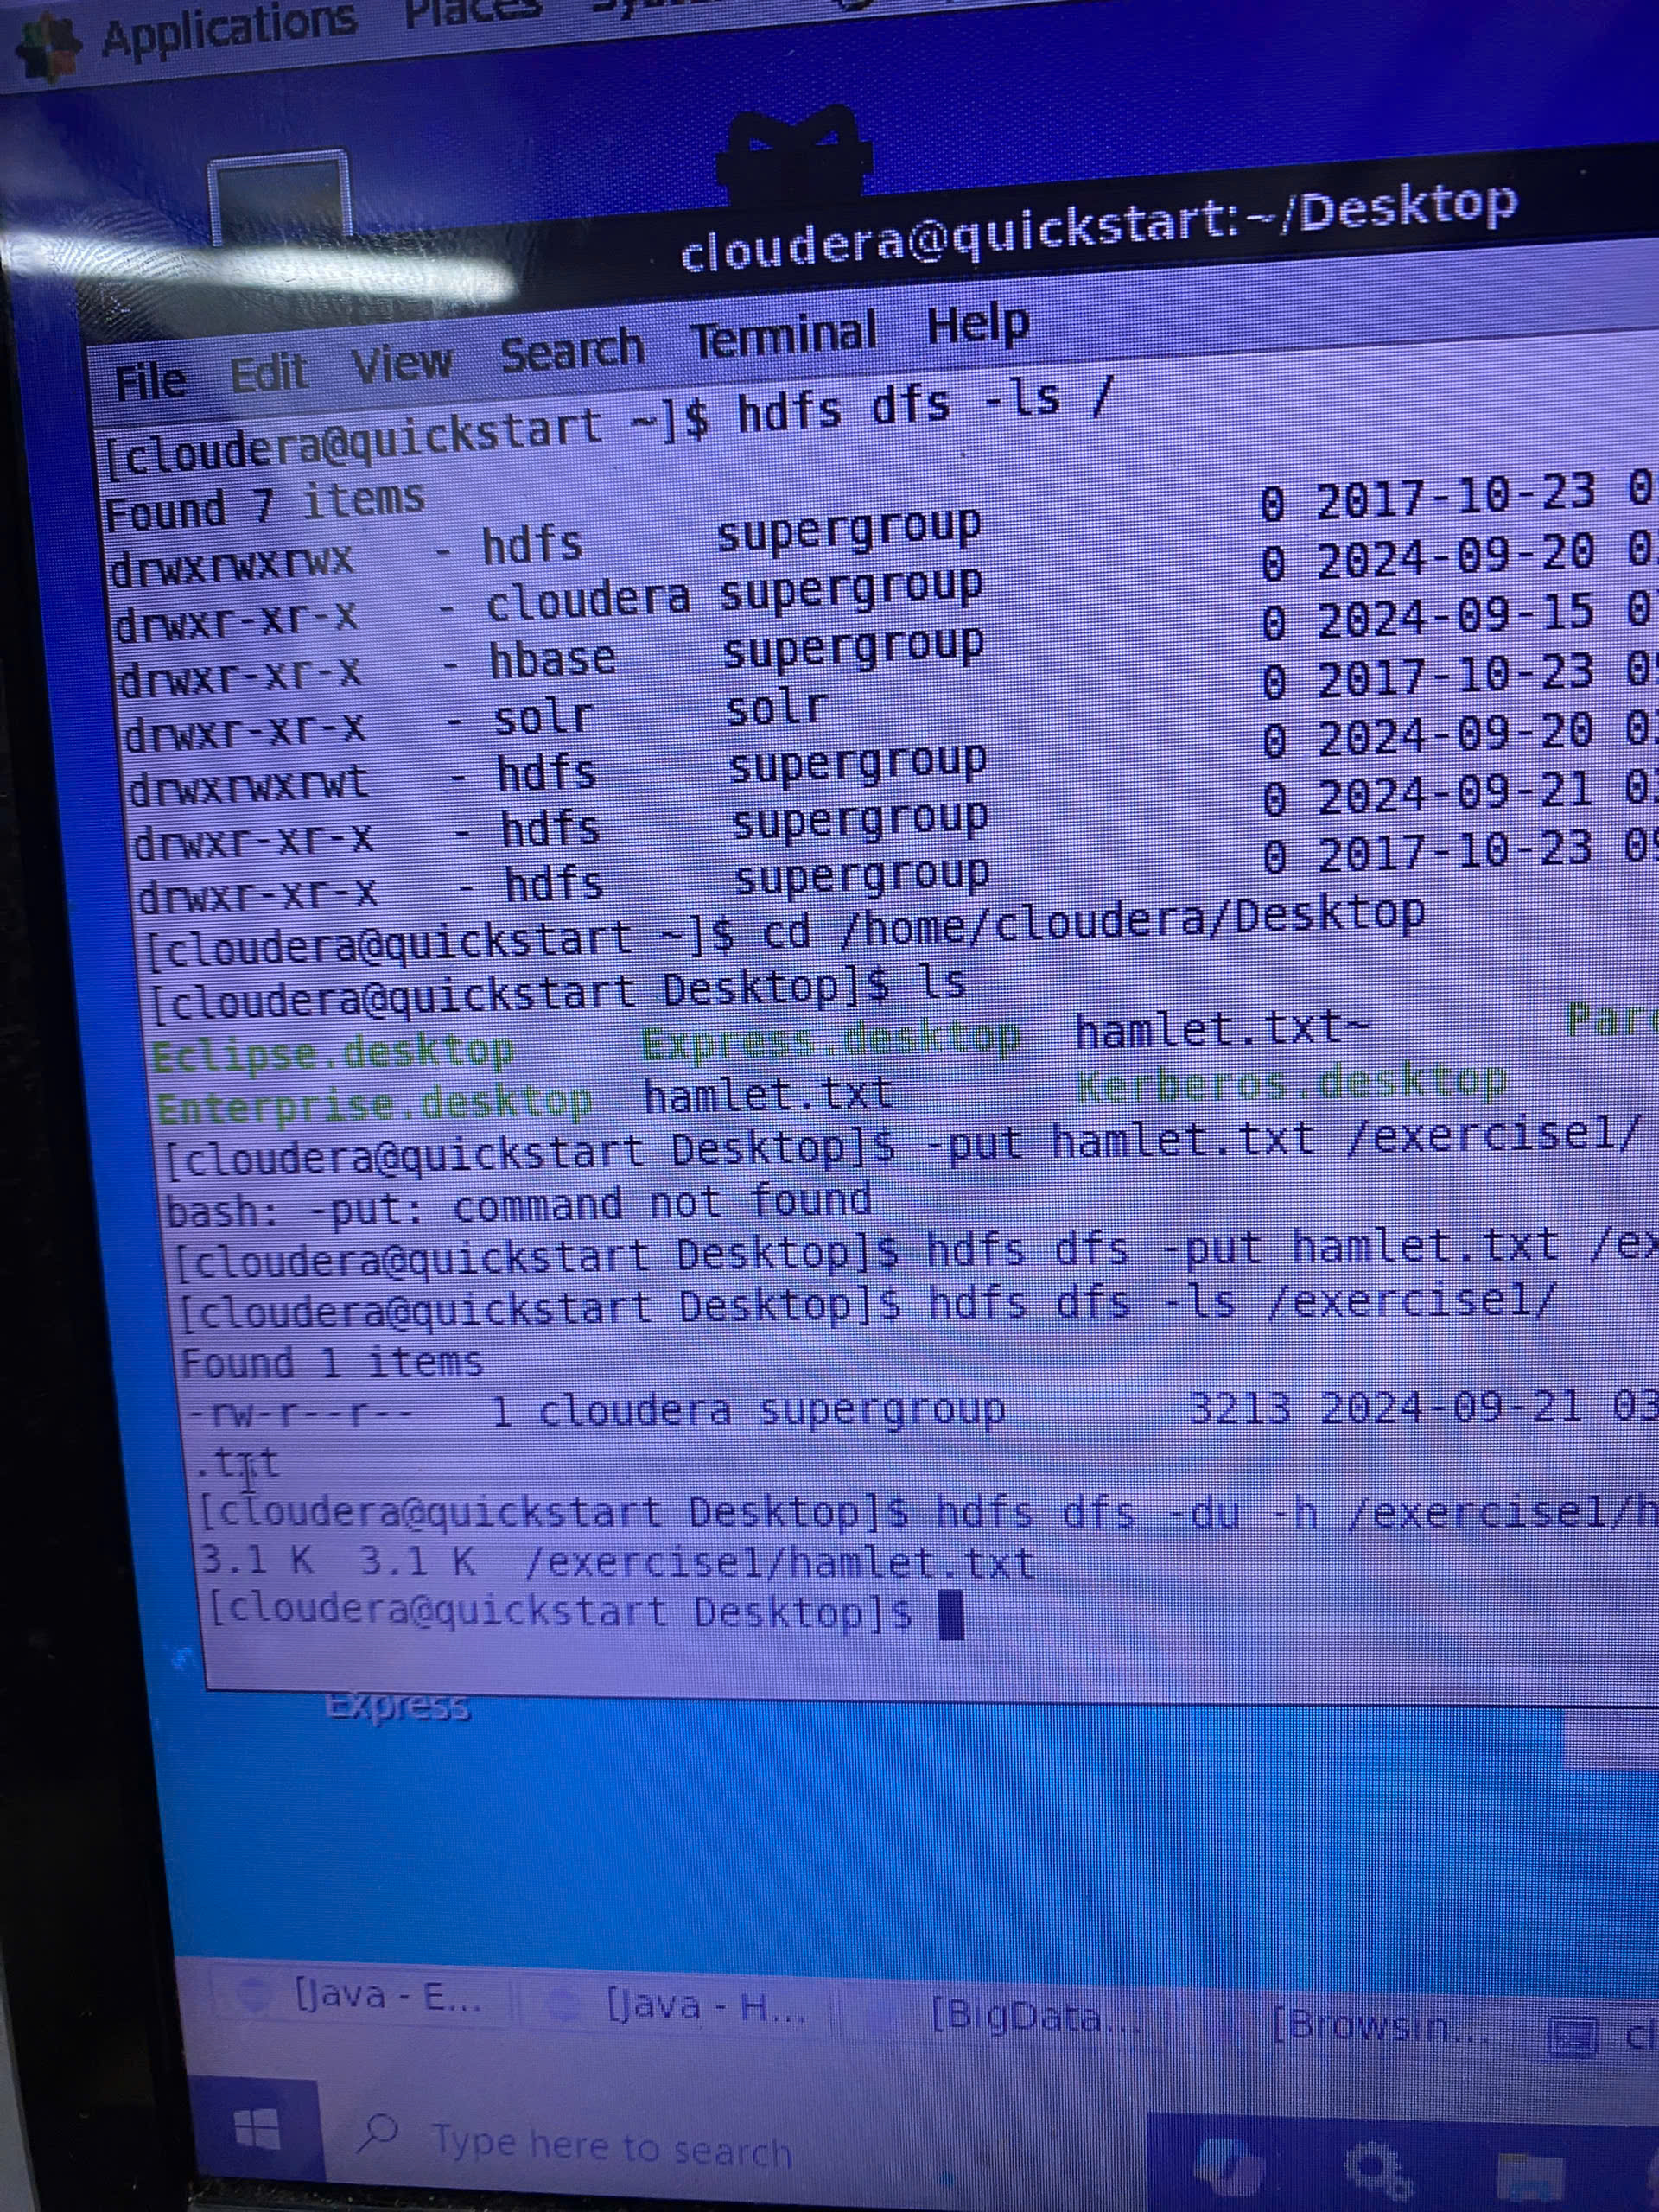 Applications Places
cloudera@quickstart:~/Desktop
File Edit View Search Terminal Help
[cloudera@quickstart ~]$ hdfs dfs -ls /
Found 7 items
drwxrwxrwx - hdfs supergroup 0 2017-10-23
drwxr-xr-x - cloudera supergroup 0 2024-09-20
drwxr-xr-x - hbase supergroup 0 2024-09-15
drwxr-xr-x - solr solr 0 2017-10-23
drwxrwxrwt - hdfs supergroup 0 2024-09-20
drwxr-xr-x - hdfs supergroup 0 2024-09-21
drwxr-xr-x - hdfs supergroup 0 2017-10-23
[cloudera@quickstart ~]$ cd /home/cloudera/Desktop
[cloudera@quickstart Desktop]$ ls
Eclipse.desktop Express.desktop hamlet.txt~
Enterprise.desktop hamlet.txt Kerberos.desktop
[cloudera@quickstart Desktop]$ -put hamlet.txt /exercise1/
bash: -put: command not found
[cloudera@quickstart Desktop]$ hdfs dfs -put hamlet.txt /ex
[cloudera@quickstart Desktop]$ hdfs dfs -ls /exercise1/
Found 1 items
-rw-r--r-- 1 cloudera supergroup 3213 2024-09-21 03
.txt
[cloudera@quickstart Desktop]$ hdfs dfs -du -h /exercise1/h
3.1 K 3.1 K /exercise1/hamlet.txt
[cloudera@quickstart Desktop]$
Express
[Java - E... [Java - H... [BigData... [Browsin... cl
Type here to search